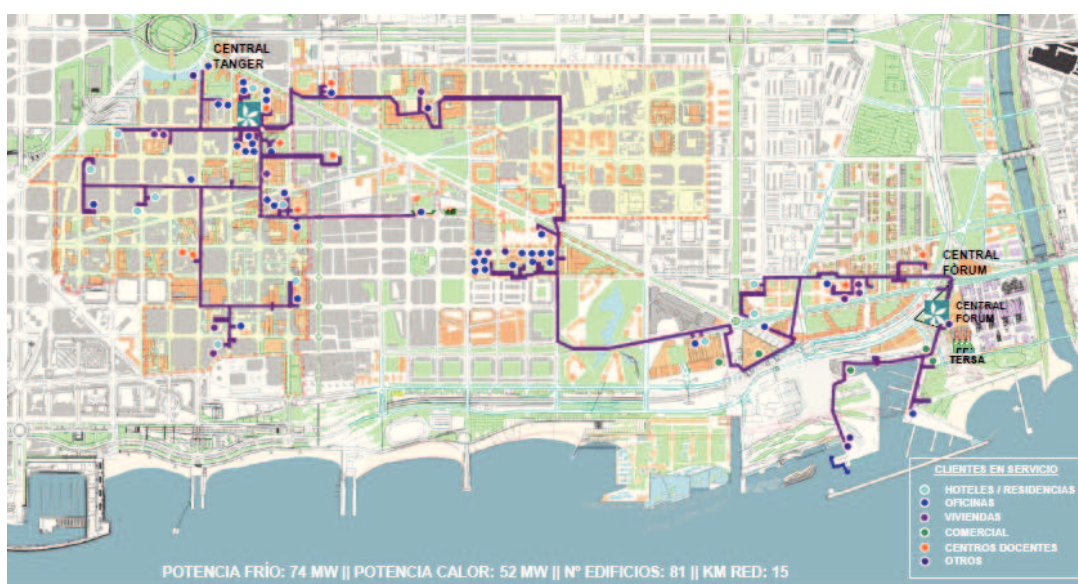 CENTRAL
TANGER
CENTRAL
FÒRUM
CENTRAL
FÒRUM
TERSA
CLIENTES EN SERVICIO
HOTELES / RESIDENCIAS
OFICINAS
VIVIENDAS
COMERCIAL
CENTROS DOCENTES
OTROS
POTENCIA FRÍO: 74 MW || POTENCIA CALOR: 52 MW || Nº EDIFICIOS: 81 || KM RED: 15